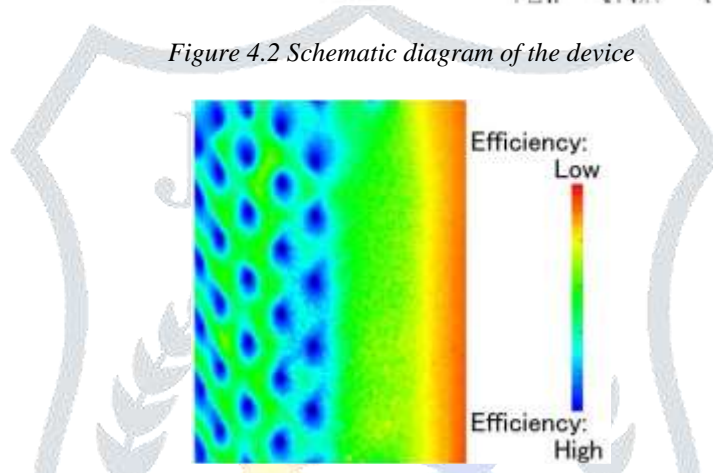 Figure 4.2 Schematic diagram of the device
Efficiency:
Low
Efficiency:
High